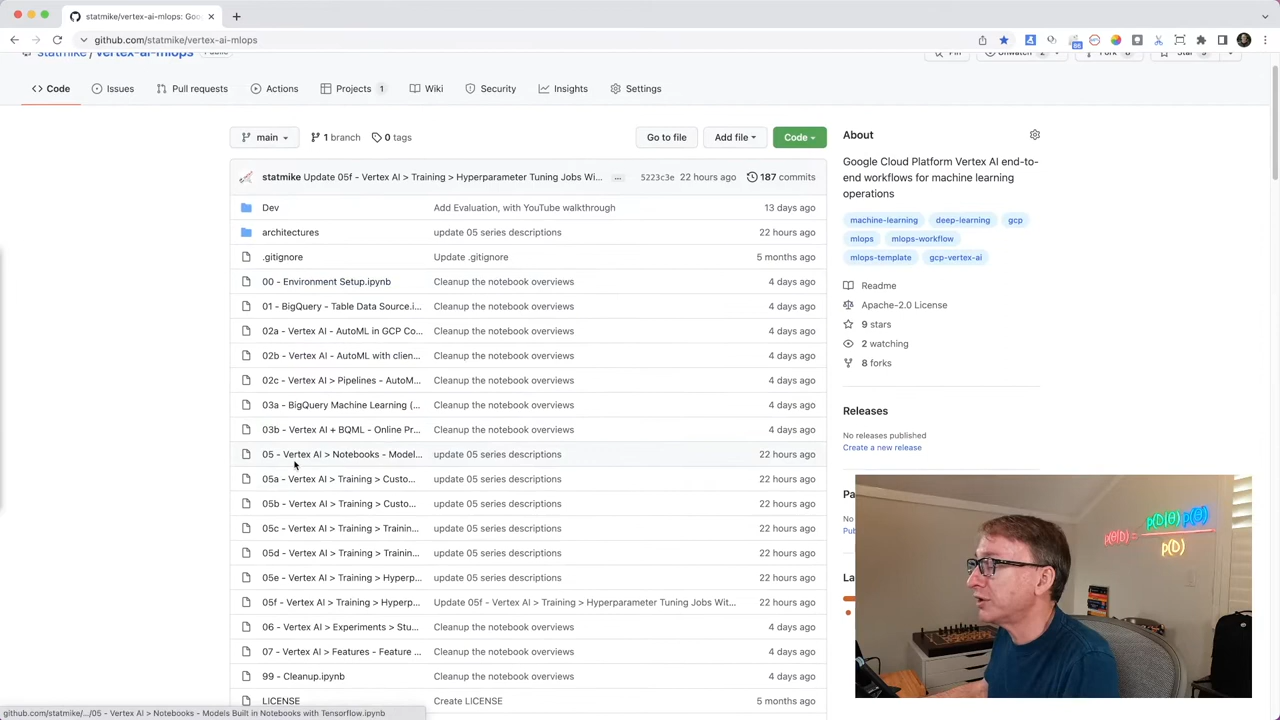 statmike/vertex-ai-mlops: Goo
github.com/statmike/vertex-ai-mlops
statmike / vertex-ai-mlops Public
Pin Unwatch 2 Fork 8 Star 9
Code Issues Pull requests Actions Projects 1 Wiki Security Insights Settings
main 1 branch 0 tags Go to file Add file Code
statmike Update 05f - Vertex AI > Training > Hyperparameter Tuning Jobs Wi... ... 5223c3e 22 hours ago 187 commits
Dev Add Evaluation, with YouTube walkthrough 13 days ago
architectures update 05 series descriptions 22 hours ago
.gitignore Update .gitignore 5 months ago
00 - Environment Setup.ipynb Cleanup the notebook overviews 4 days ago
01 - BigQuery - Table Data Source.i... Cleanup the notebook overviews 4 days ago
02a - Vertex AI - AutoML in GCP Co... Cleanup the notebook overviews 4 days ago
02b - Vertex AI - AutoML with clien... Cleanup the notebook overviews 4 days ago
02c - Vertex AI > Pipelines - AutoM... Cleanup the notebook overviews 4 days ago
03a - BigQuery Machine Learning (... Cleanup the notebook overviews 4 days ago
03b - Vertex AI + BQML - Online Pr... Cleanup the notebook overviews 4 days ago
05 - Vertex AI > Notebooks - Model... update 05 series descriptions 22 hours ago
05a - Vertex AI > Training > Custo... update 05 series descriptions 22 hours ago
05b - Vertex AI > Training > Custo... update 05 series descriptions 22 hours ago
05c - Vertex AI > Training > Trainin... update 05 series descriptions 22 hours ago
05d - Vertex AI > Training > Trainin... update 05 series descriptions 22 hours ago
05e - Vertex AI > Training > Hyperp... update 05 series descriptions 22 hours ago
05f - Vertex AI > Training > Hyperp... Update 05f - Vertex AI > Training > Hyperparameter Tuning Jobs Wit... 22 hours ago
06 - Vertex AI > Experiments > Stu... Cleanup the notebook overviews 4 days ago
07 - Vertex AI > Features - Feature ... Cleanup the notebook overviews 4 days ago
99 - Cleanup.ipynb Cleanup the notebook overviews 4 days ago
LICENSE Create LICENSE 5 months ago
About
Google Cloud Platform Vertex AI end-to-
end workflows for machine learning
operations
machine-learning deep-learning gcp
mlops mlops-workflow
mlops-template gcp-vertex-ai
Readme
Apache-2.0 License
9 stars
2 watching
8 forks
Releases
No releases published
Create a new release
Pa
No
Pub
La
p(θ|D) = p(D|θ) p(θ)
p(D)
github.com/statmike/.../05 - Vertex AI > Notebooks - Models Built in Notebooks with Tensorflow.ipynb